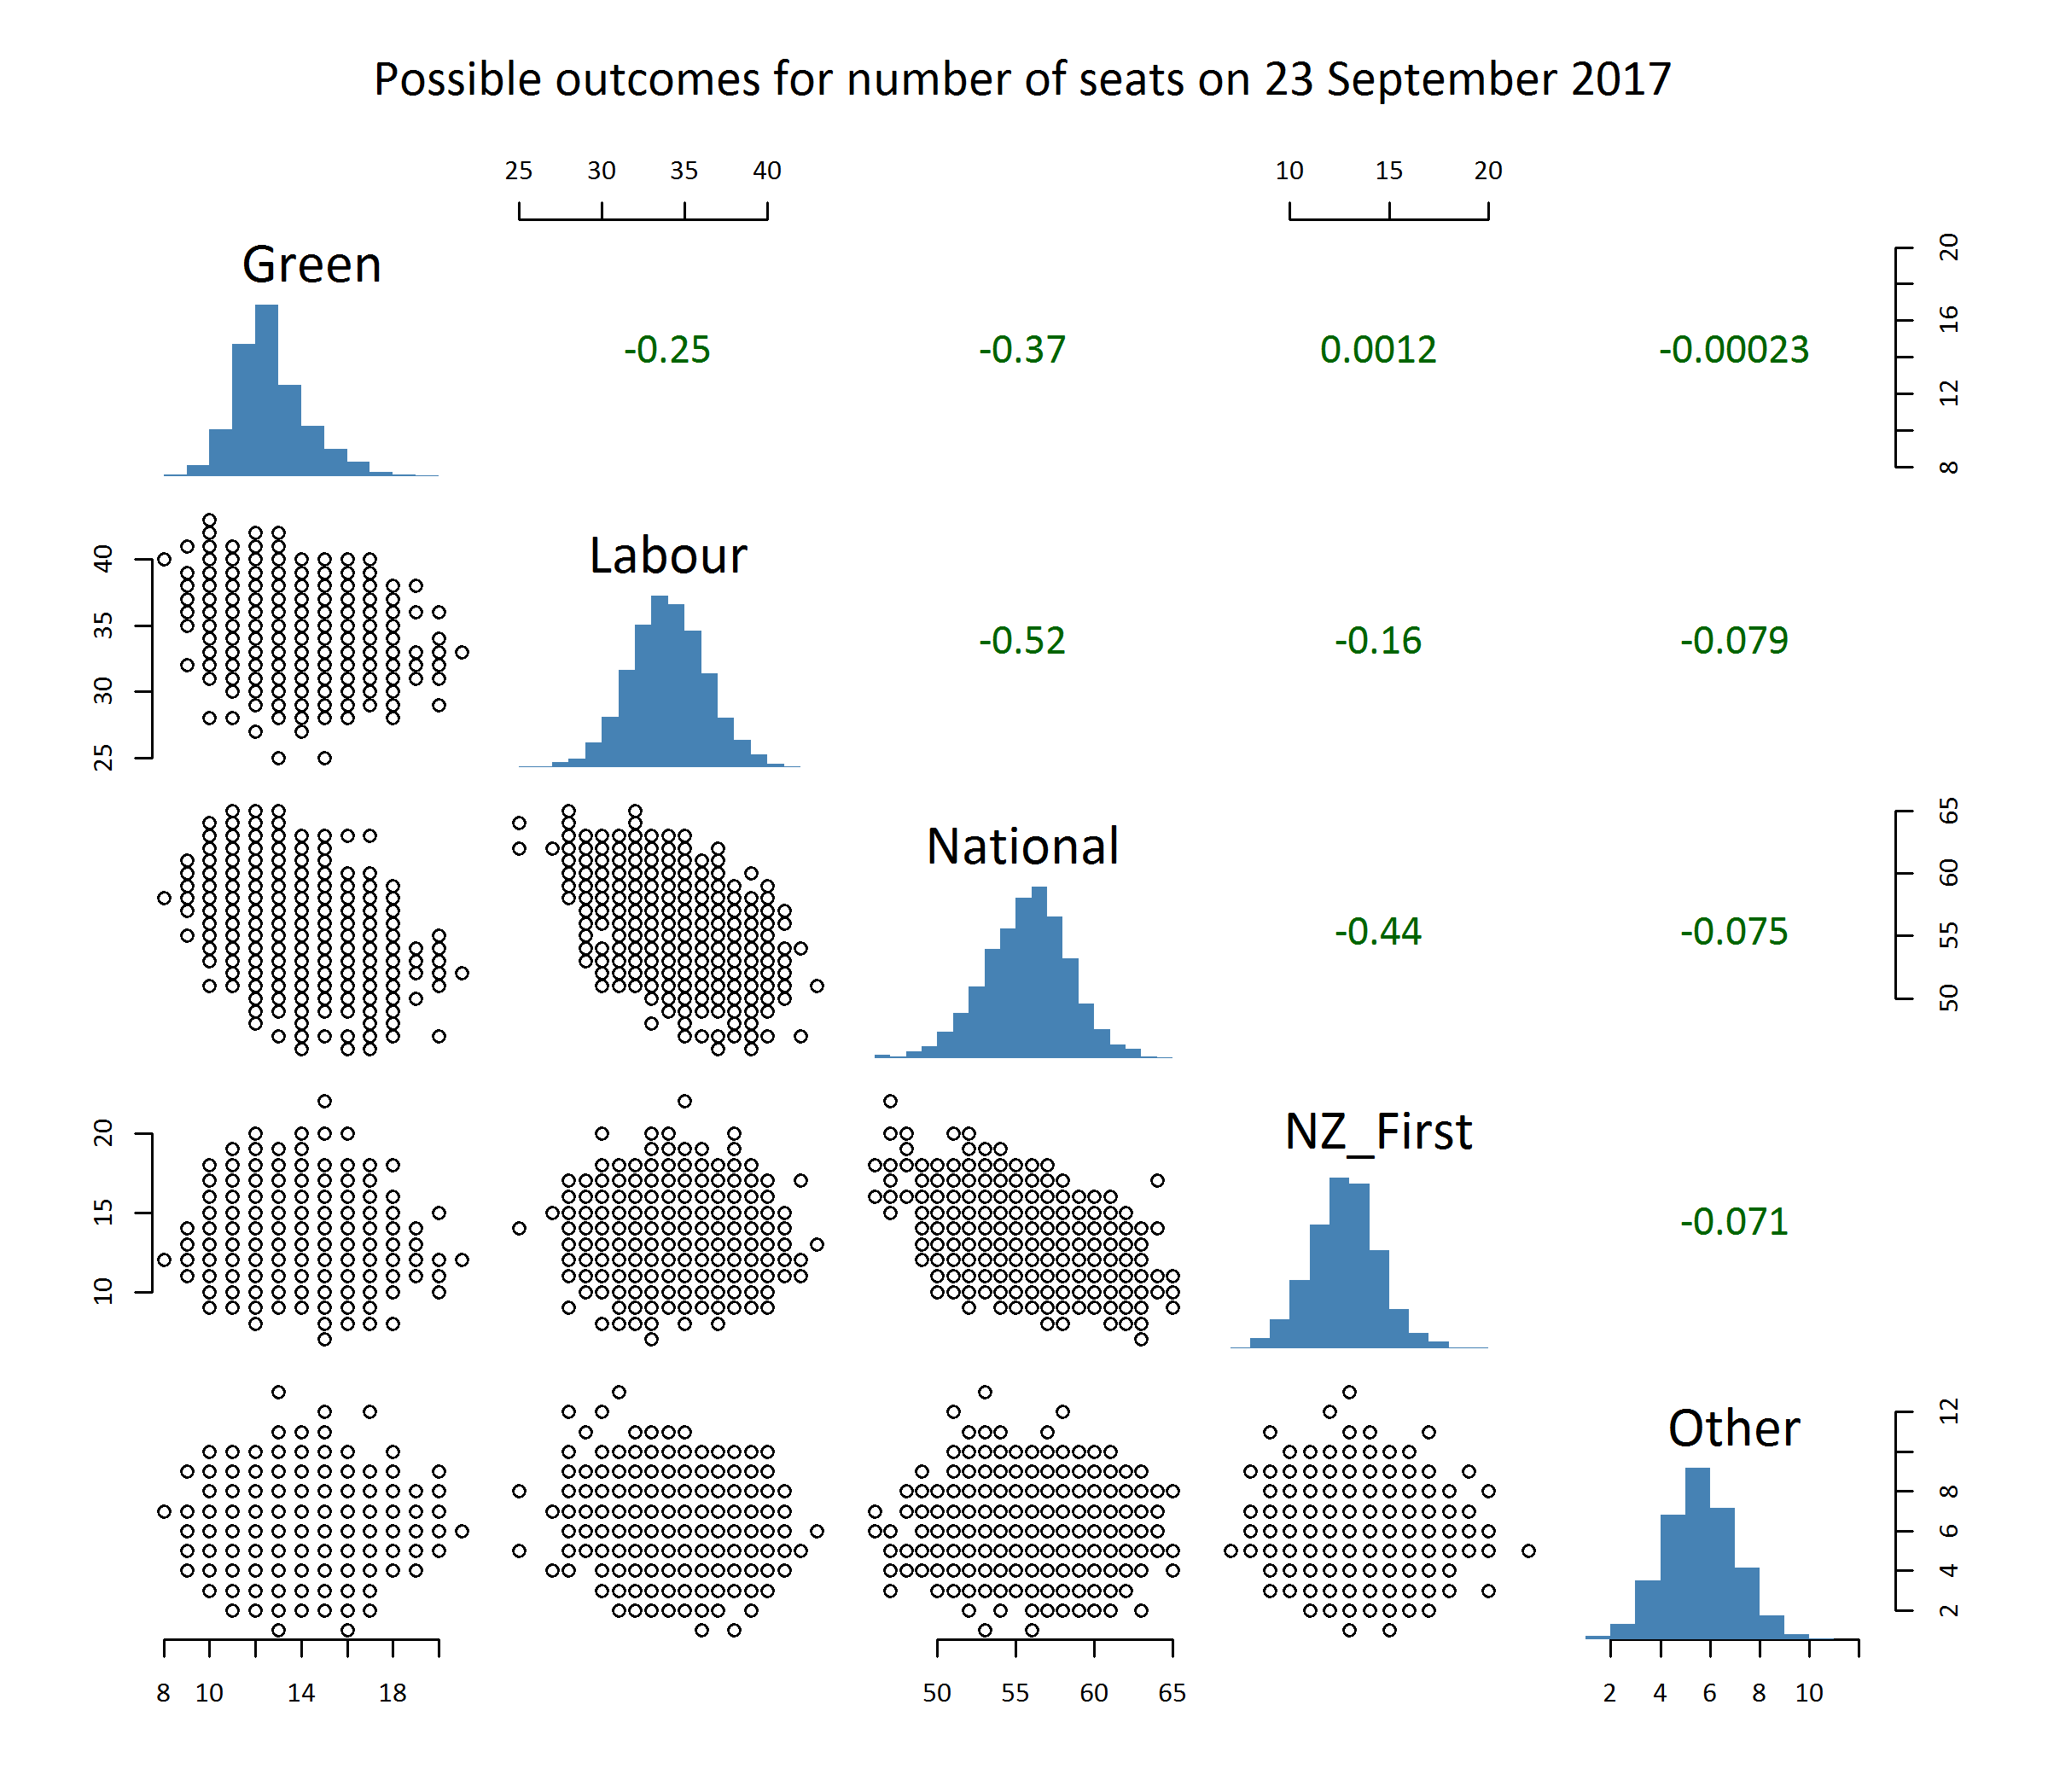 Possible outcomes for number of seats on 23 September 2017
25 30 35 40 10 15 20
Green
-0.25 -0.37 0.0012 -0.00023
8 12 16 20
Labour
25 30 35 40
-0.52 -0.16 -0.079
National
-0.44 -0.075
50 55 60 65
NZ_First
10 15 20
-0.071
Other
2 4 6 8 12
8 10 14 18 50 55 60 65 2 4 6 8 10